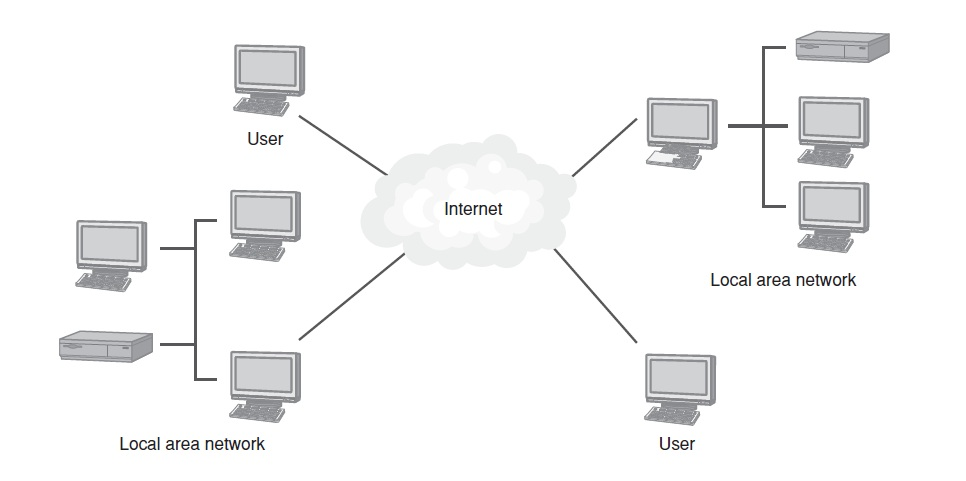 User
Internet
Local area network
Local area network
User